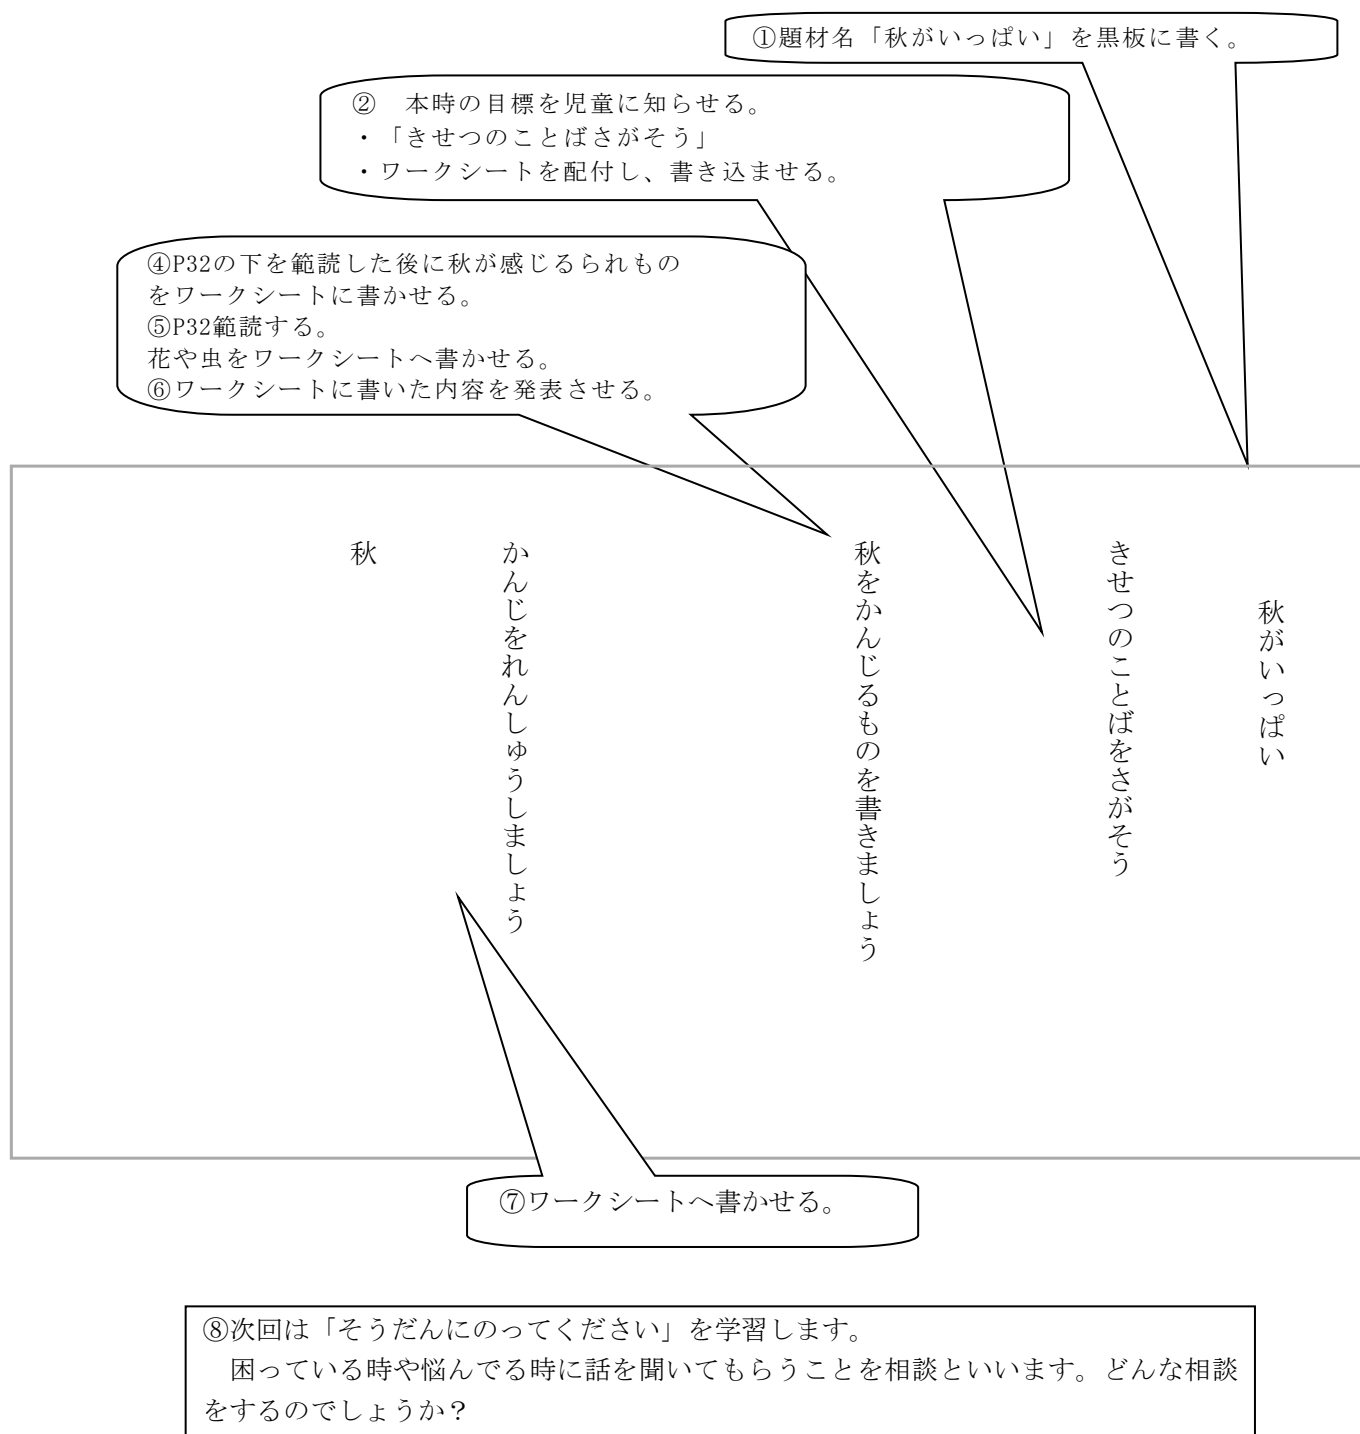 ①題材名「秋がいっぱい」を黒板に書く。
②　本時の目標を児童に知らせる。
・「きせつのことばさがそう」
・ワークシートを配付し、書き込ませる。
④P32の下を範読した後に秋が感じるられもの
をワークシートに書かせる。
⑤P32範読する。
花や虫をワークシートへ書かせる。
⑥ワークシートに書いた内容を発表させる。
秋がいっぱい
きせつのことばをさがそう
秋をかんじるものを書きましょう
かんじをれんしゅうしましょう
秋
⑦ワークシートへ書かせる。
⑧次回は「そうだんにのってください」を学習します。
　困っている時や悩んでる時に話を聞いてもらうことを相談といいます。どんな相談
をするのでしょうか？